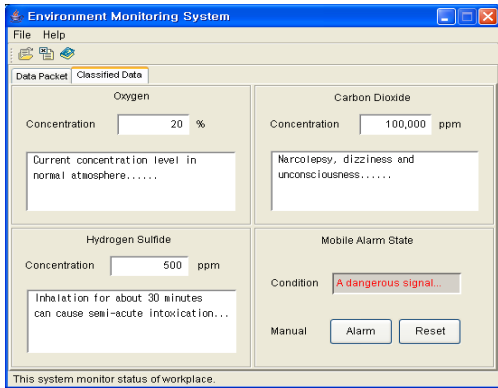 Environment Monitoring System
File Help
Data Packet Classified Data
Oxygen
Concentration 20 %
Current concentration level in
normal atmosphere......
Carbon Dioxide
Concentration 100,000 ppm
Narcolepsy, dizziness and
unconsciousness......
Hydrogen Sulfide
Concentration 500 ppm
Inhalation for about 30 minutes
can cause semi-acute intoxication...
Mobile Alarm State
Condition A dangerous signal...
Manual Alarm Reset
This system monitor status of workplace.